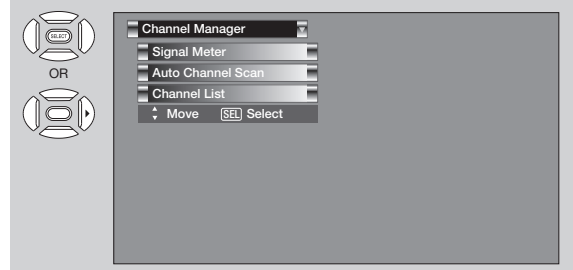 SELECT
OR
Channel Manager
Signal Meter
Auto Channel Scan
Channel List
Move SEL Select